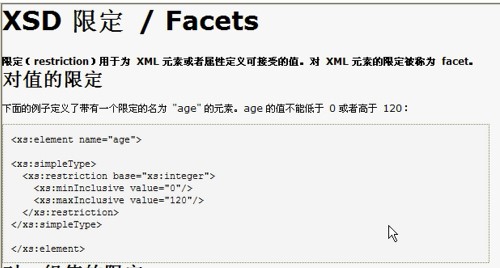 XSD 限定 / Facets
限定（restriction）用于为 XML 元素或者属性定义可接受的值。对 XML 元素的限定被称为 facet。
对值的限定
下面的例子定义了带有一个限定的名为 "age"的元素。age 的值不能低于 0 或者高于 120：
<xs:element name="age">
<xs:simpleType>
<xs:restriction base="xs:integer">
<xs:minInclusive value="0"/>
<xs:maxInclusive value="120"/>
</xs:restriction>
</xs:simpleType>
</xs:element>